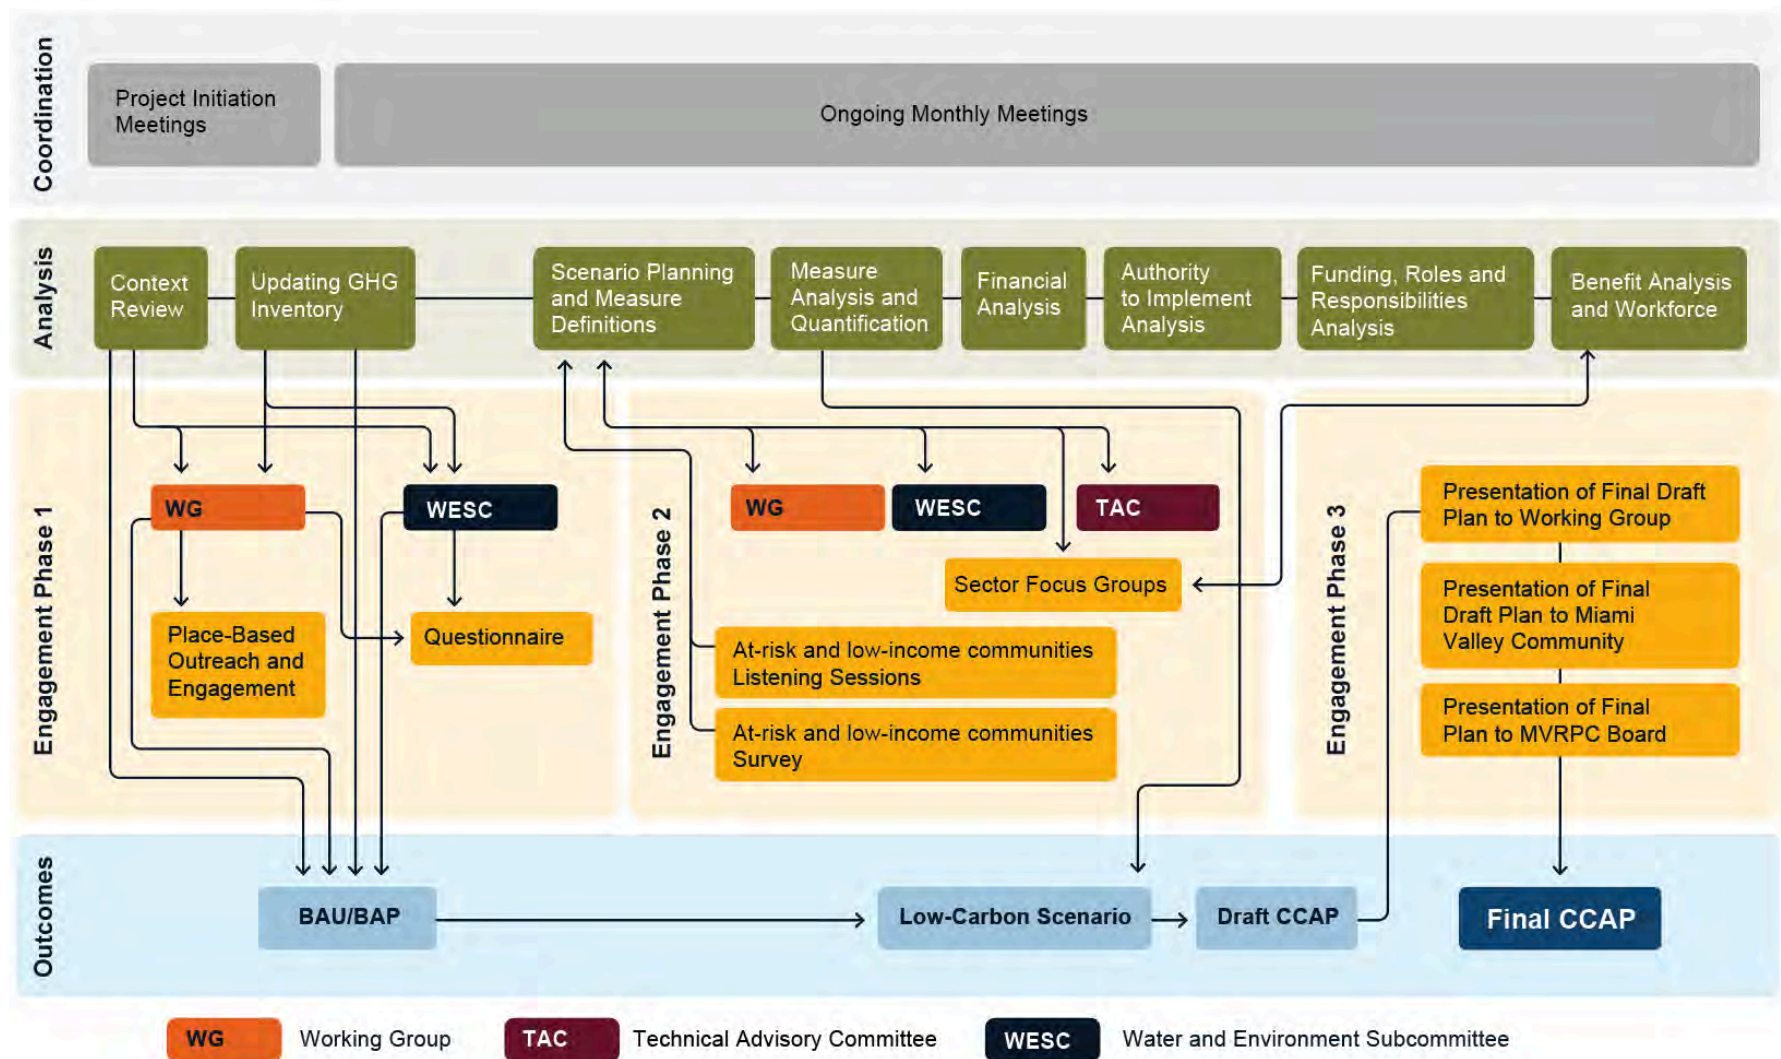 Coordination
Project Initiation
Meetings
Ongoing Monthly Meetings
Analysis
Context
Review
Updating GHG
Inventory
Scenario Planning
and Measure
Definitions
Measure
Analysis and
Quantification
Financial
Analysis
Authority
to Implement
Analysis
Funding, Roles and
Responsibilities
Analysis
Benefit Analysis
and Workforce
Engagement Phase 1
WG
WESC
Place-Based
Outreach and
Engagement
Questionnaire
Engagement Phase 2
WG
WESC
TAC
Sector Focus Groups
At-risk and low-income communities
Listening Sessions
At-risk and low-income communities
Survey
Engagement Phase 3
Presentation of Final Draft
Plan to Working Group
Presentation of Final
Draft Plan to Miami
Valley Community
Presentation of Final
Plan to MVRPC Board
Outcomes
BAU/BAP
Low-Carbon Scenario
Draft CCAP
Final CCAP
WG Working Group
TAC Technical Advisory Committee
WESC Water and Environment Subcommittee